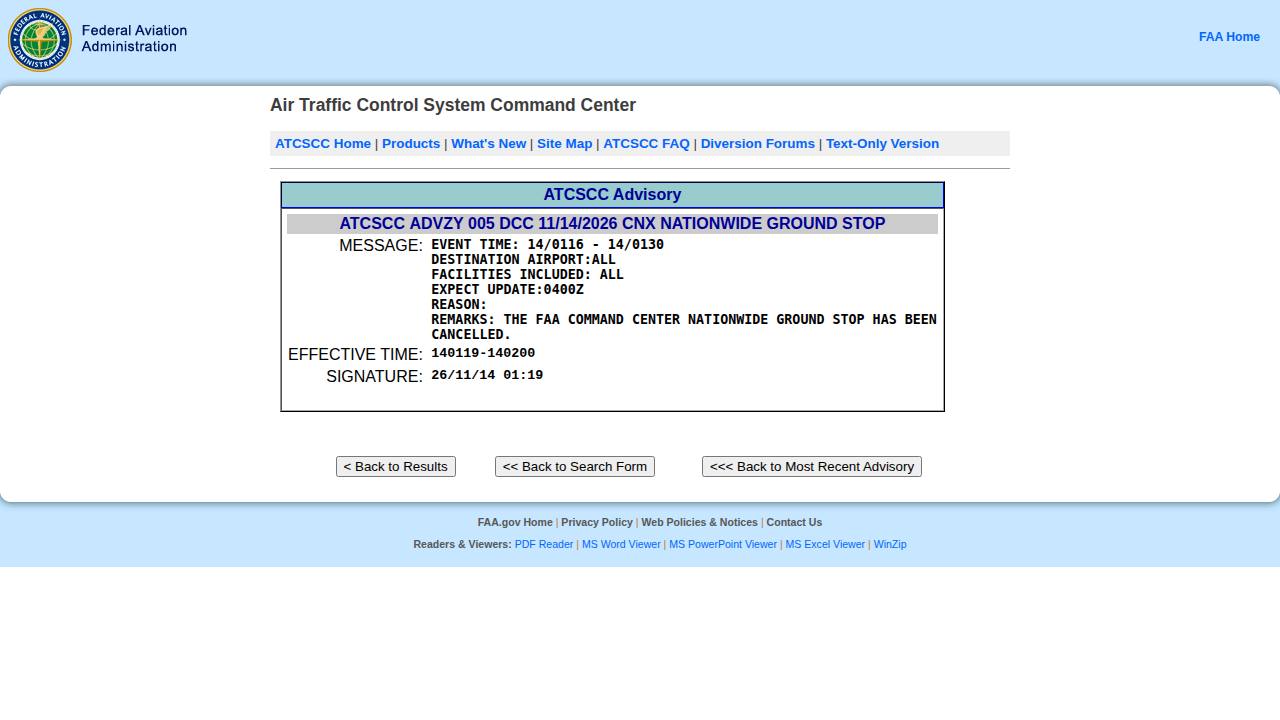 Federal Aviation
Administration
FAA Home
Air Traffic Control System Command Center
ATCSCC Home | Products | What's New | Site Map | ATCSCC FAQ | Diversion Forums | Text-Only Version
ATCSCC Advisory
ATCSCC ADVZY 005 DCC 11/14/2026 CNX NATIONWIDE GROUND STOP
MESSAGE: EVENT TIME: 14/0116 - 14/0130
DESTINATION AIRPORT:ALL
FACILITIES INCLUDED: ALL
EXPECT UPDATE:0400Z
REASON:
REMARKS: THE FAA COMMAND CENTER NATIONWIDE GROUND STOP HAS BEEN
CANCELLED.
EFFECTIVE TIME: 140119-140200
SIGNATURE: 26/11/14 01:19
< Back to Results << Back to Search Form <<< Back to Most Recent Advisory
FAA.gov Home | Privacy Policy | Web Policies & Notices | Contact Us
Readers & Viewers: PDF Reader | MS Word Viewer | MS PowerPoint Viewer | MS Excel Viewer | WinZip
FEDERAL AVIATION
ADMINISTRATION